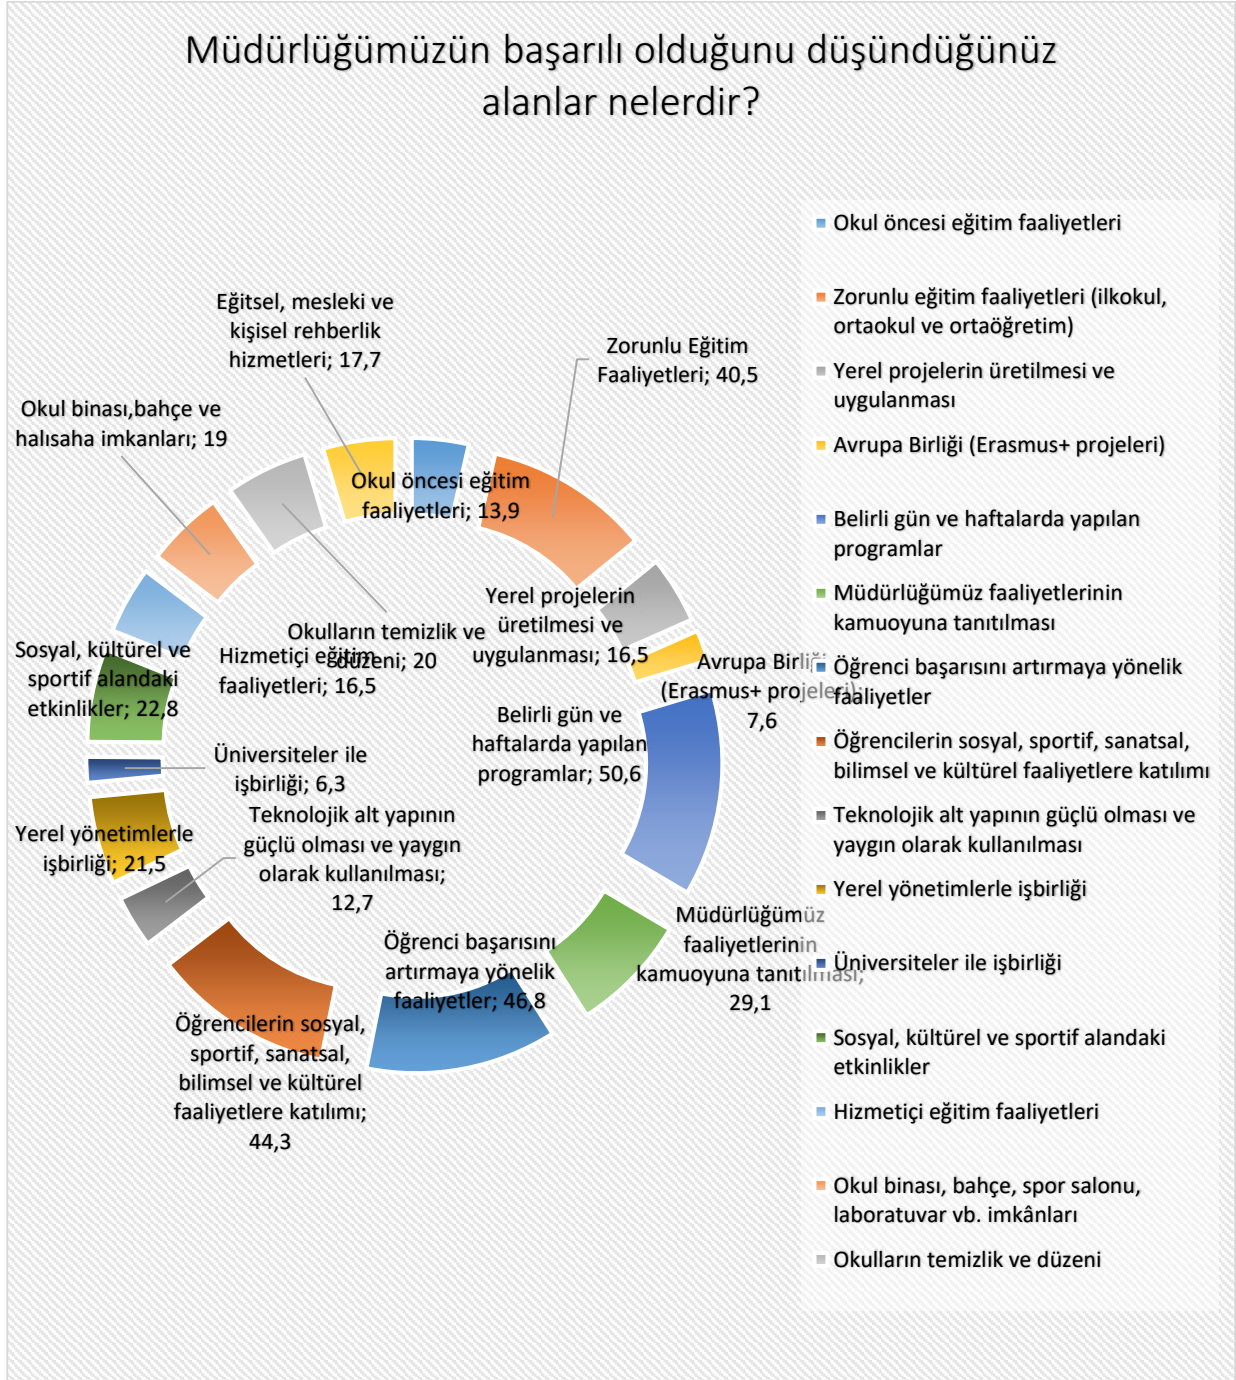 Müdürlüğümüzün başarılı olduğunu düşündüğünüz
alanlar nelerdir?
Eğitsel, mesleki ve
kişisel rehberlik
hizmetleri; 17,7
Zorunlu Eğitim
Faaliyetleri; 40,5
Okul binası,bahçe ve
halısaha imkanları; 19
Okul öncesi eğitim
faaliyetleri; 13,9
Yerel projelerin
üretilmesi ve
uygulanması; 16,5
Okulların temizlik ve
düzeni; 20
Hizmetiçi eğitim
faaliyetleri; 16,5
Sosyal, kültürel ve
sportif alandaki
etkinlikler; 22,8
Avrupa Birliği
(Erasmus+ projeleri);
7,6
Belirli gün ve
haftalarda yapılan
programlar; 50,6
Üniversiteler ile
işbirliği; 6,3
Teknolojik alt yapının
güçlü olması ve yaygın
olarak kullanılması;
12,7
Yerel yönetimlerle
işbirliği; 21,5
Müdürlüğümüz
faaliyetlerinin
kamuoyuna tanıtılması;
29,1
Öğrenci başarısını
artırmaya yönelik
faaliyetler; 46,8
Öğrencilerin sosyal,
sportif, sanatsal,
bilimsel ve kültürel
faaliyetlere katılımı;
44,3
Okul öncesi eğitim faaliyetleri
Zorunlu eğitim faaliyetleri (ilkokul,
ortaokul ve ortaöğretim)
Yerel projelerin üretilmesi ve
uygulanması
Avrupa Birliği (Erasmus+ projeleri)
Belirli gün ve haftalarda yapılan
programlar
Müdürlüğümüz faaliyetlerinin
kamuoyuna tanıtılması
Öğrenci başarısını artırmaya yönelik
faaliyetler
Öğrencilerin sosyal, sportif, sanatsal,
bilimsel ve kültürel faaliyetlere katılımı
Teknolojik alt yapının güçlü olması ve
yaygın olarak kullanılması
Yerel yönetimlerle işbirliği
Üniversiteler ile işbirliği
Sosyal, kültürel ve sportif alandaki
etkinlikler
Hizmetiçi eğitim faaliyetleri
Okul binası, bahçe, spor salonu,
laboratuvar vb. imkânları
Okulların temizlik ve düzeni